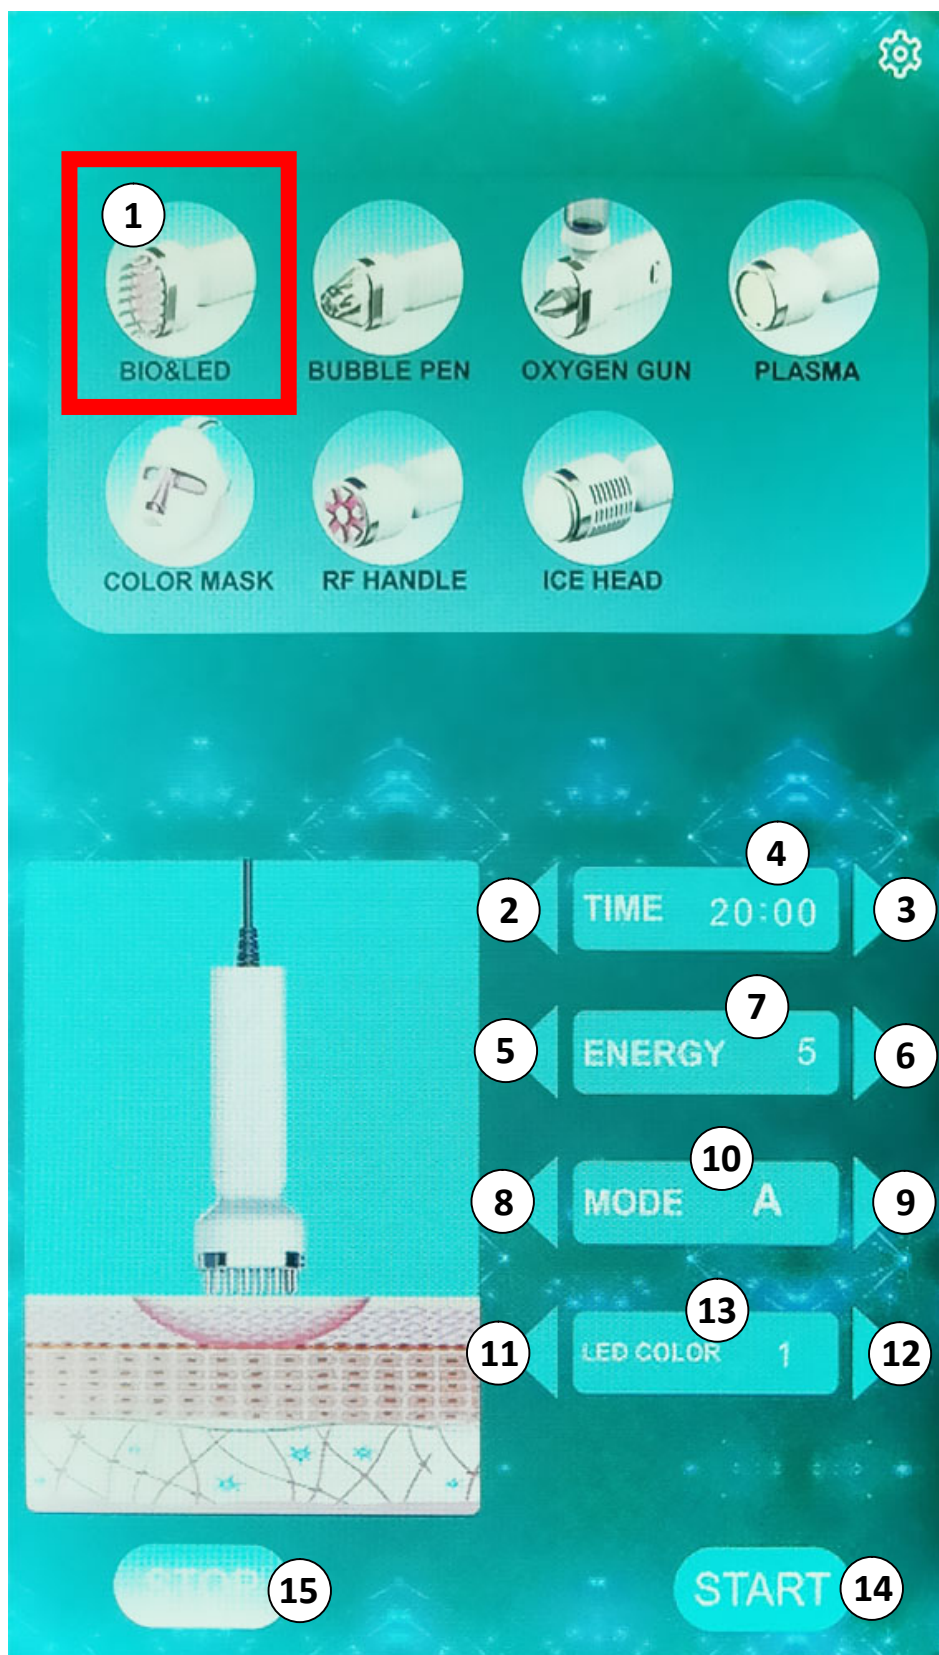 1
BIO&LED
BUBBLE PEN
OXYGEN GUN
PLASMA
COLOR MASK
RF HANDLE
ICE HEAD
4
2
TIME 20:00
3
7
5
ENERGY 5
6
10
8
MODE A
9
13
11
LED COLOR 1
12
STOP
15
START
14